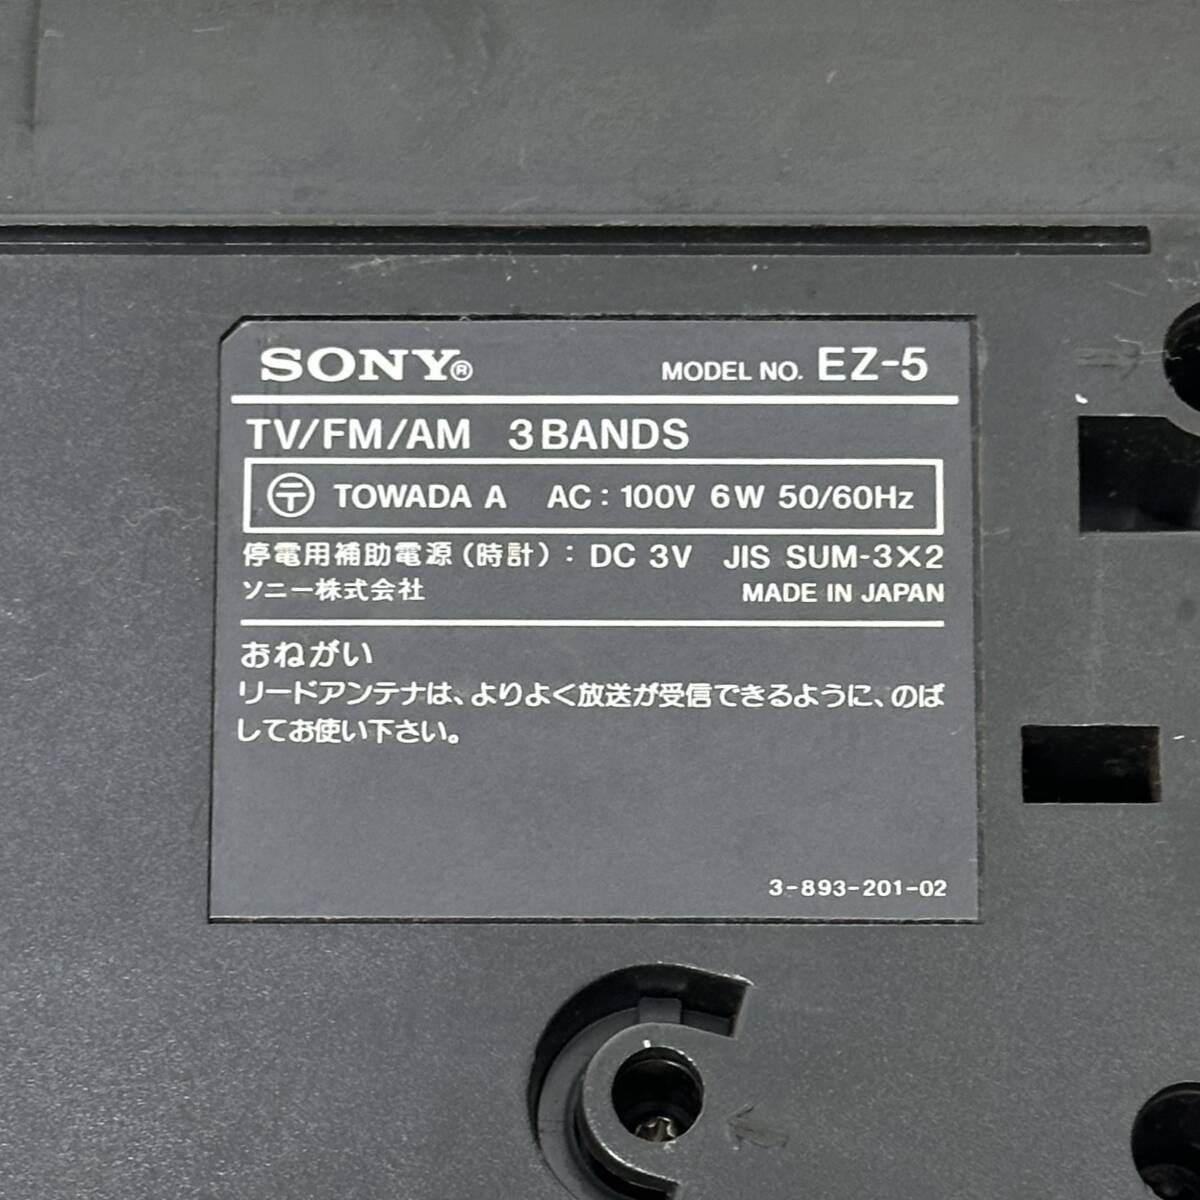 SONY® MODEL NO. EZ-5
TV/FM/AM 3BANDS
〒 TOWADA A AC: 100V 6W 50/60Hz
停電用補助電源(時計): DC 3V JIS SUM-3×2
ソニー株式会社 MADE IN JAPAN
おねがい
リードアンテナは、よりよく放送が受信できるように、のば
してお使い下さい。
3-893-201-02